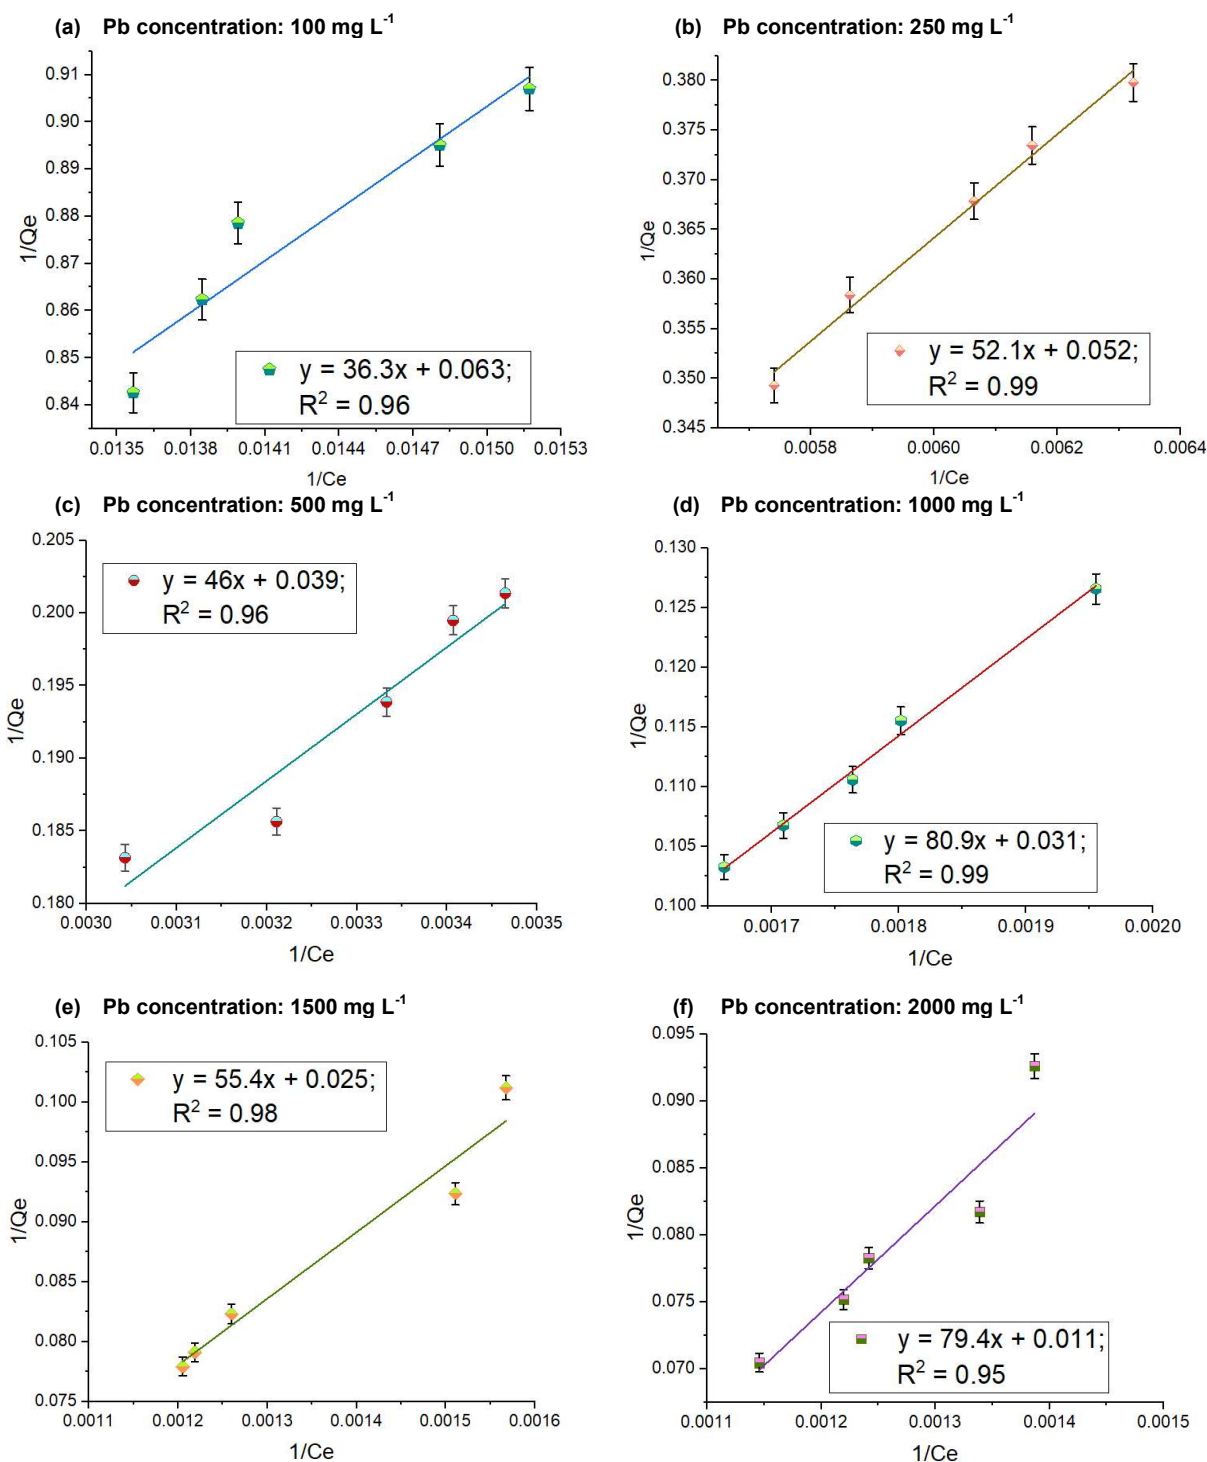 (a) Pb concentration: 100 mg L-1
0.91
0.90
0.89
0.88
0.87
0.86
0.85
0.84
1/Qe
y = 36.3x + 0.063;
R2 = 0.96
0.0135 0.0138 0.0141 0.0144 0.0147 0.0150 0.0153
1/Ce
(b) Pb concentration: 250 mg L-1
0.380
0.375
0.370
0.365
0.360
0.355
0.350
0.345
1/Qe
y = 52.1x + 0.052;
R2 = 0.99
0.0058 0.0060 0.0062 0.0064
1/Ce
(c) Pb concentration: 500 mg L-1
0.205
0.200
0.195
0.190
0.185
0.180
1/Qe
y = 46x + 0.039;
R2 = 0.96
0.0030 0.0031 0.0032 0.0033 0.0034 0.0035
1/Ce
(d) Pb concentration: 1000 mg L-1
0.130
0.125
0.120
0.115
0.110
0.105
0.100
1/Qe
y = 80.9x + 0.031;
R2 = 0.99
0.0017 0.0018 0.0019 0.0020
1/Ce
(e) Pb concentration: 1500 mg L-1
0.105
0.100
0.095
0.090
0.085
0.080
0.075
1/Qe
y = 55.4x + 0.025;
R2 = 0.98
0.0011 0.0012 0.0013 0.0014 0.0015 0.0016
1/Ce
(f) Pb concentration: 2000 mg L-1
0.095
0.090
0.085
0.080
0.075
0.070
1/Qe
y = 79.4x + 0.011;
R2 = 0.95
0.0011 0.0012 0.0013 0.0014 0.0015
1/Ce